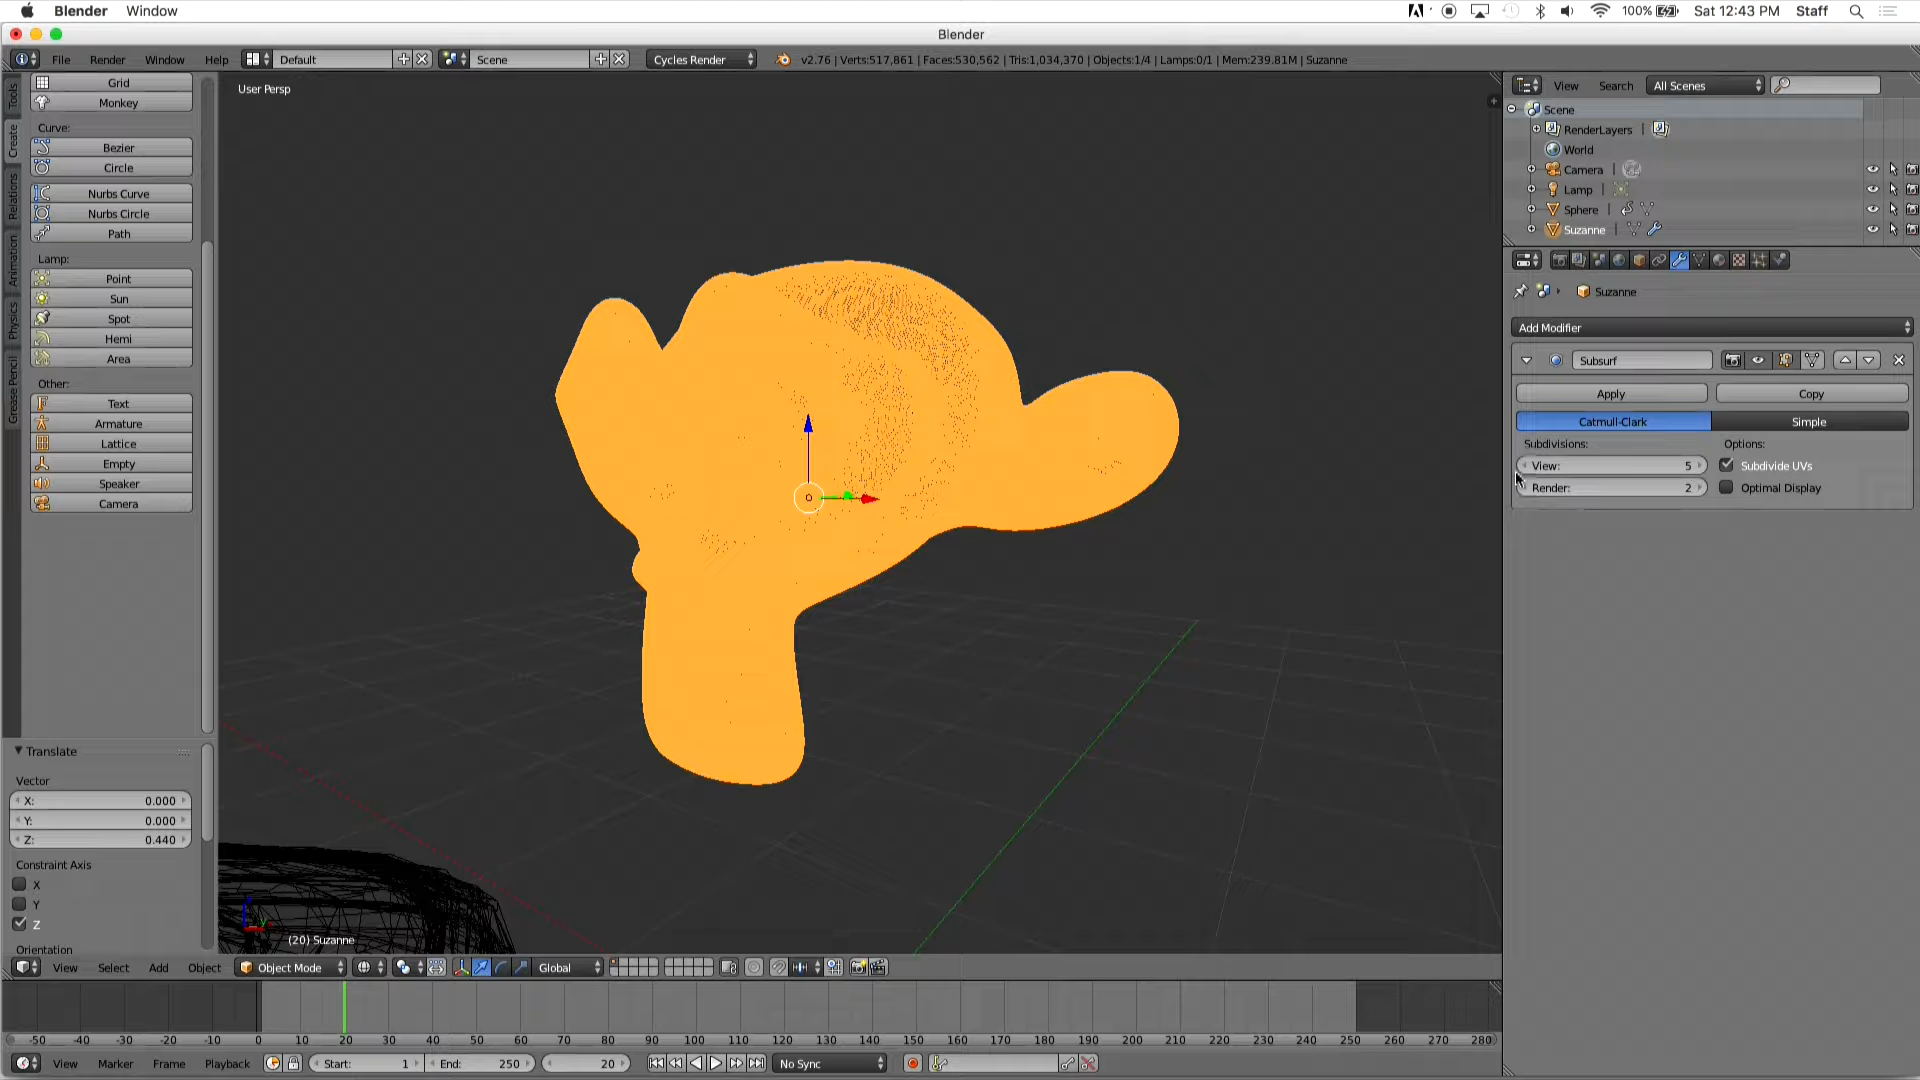 Blender Window 100% Sat 12:43 PM Staff
Blender
File Render Window Help Default Scene Cycles Render v2.76 | Verts:517,861 | Faces:530,562 | Tris:1,034,370 | Objects:1/4 | Lamps:0/1 | Mem:239.81M | Suzanne
Tools
Create
Relations
Animation
Physics
Grease Pencil
Grid
Monkey
Curve:
Bezier
Circle
Nurbs Curve
Nurbs Circle
Path
Lamp:
Point
Sun
Spot
Hemi
Area
Other:
Text
Armature
Lattice
Empty
Speaker
Camera
Translate
Vector
X: 0.000
Y: 0.000
Z: 0.440
Constraint Axis
X
Y
Z
Orientation
User Persp
(20) Suzanne
View Select Add Object Object Mode Global
-50 -40 -30 -20 -10 0 10 20 30 40 50 60 70 80 90 100 110 120 130 140 150 160 170 180 190 200 210 220 230 240 250 260 270 280
View Marker Frame Playback Start: 1 End: 250 20 No Sync
View Search All Scenes
Scene
RenderLayers
World
Camera
Lamp
Sphere
Suzanne
Suzanne
Add Modifier
Subsurf
Apply Copy
Catmull-Clark Simple
Subdivisions: Options:
View: 5 Subdivide UVs
Render: 2 Optimal Display